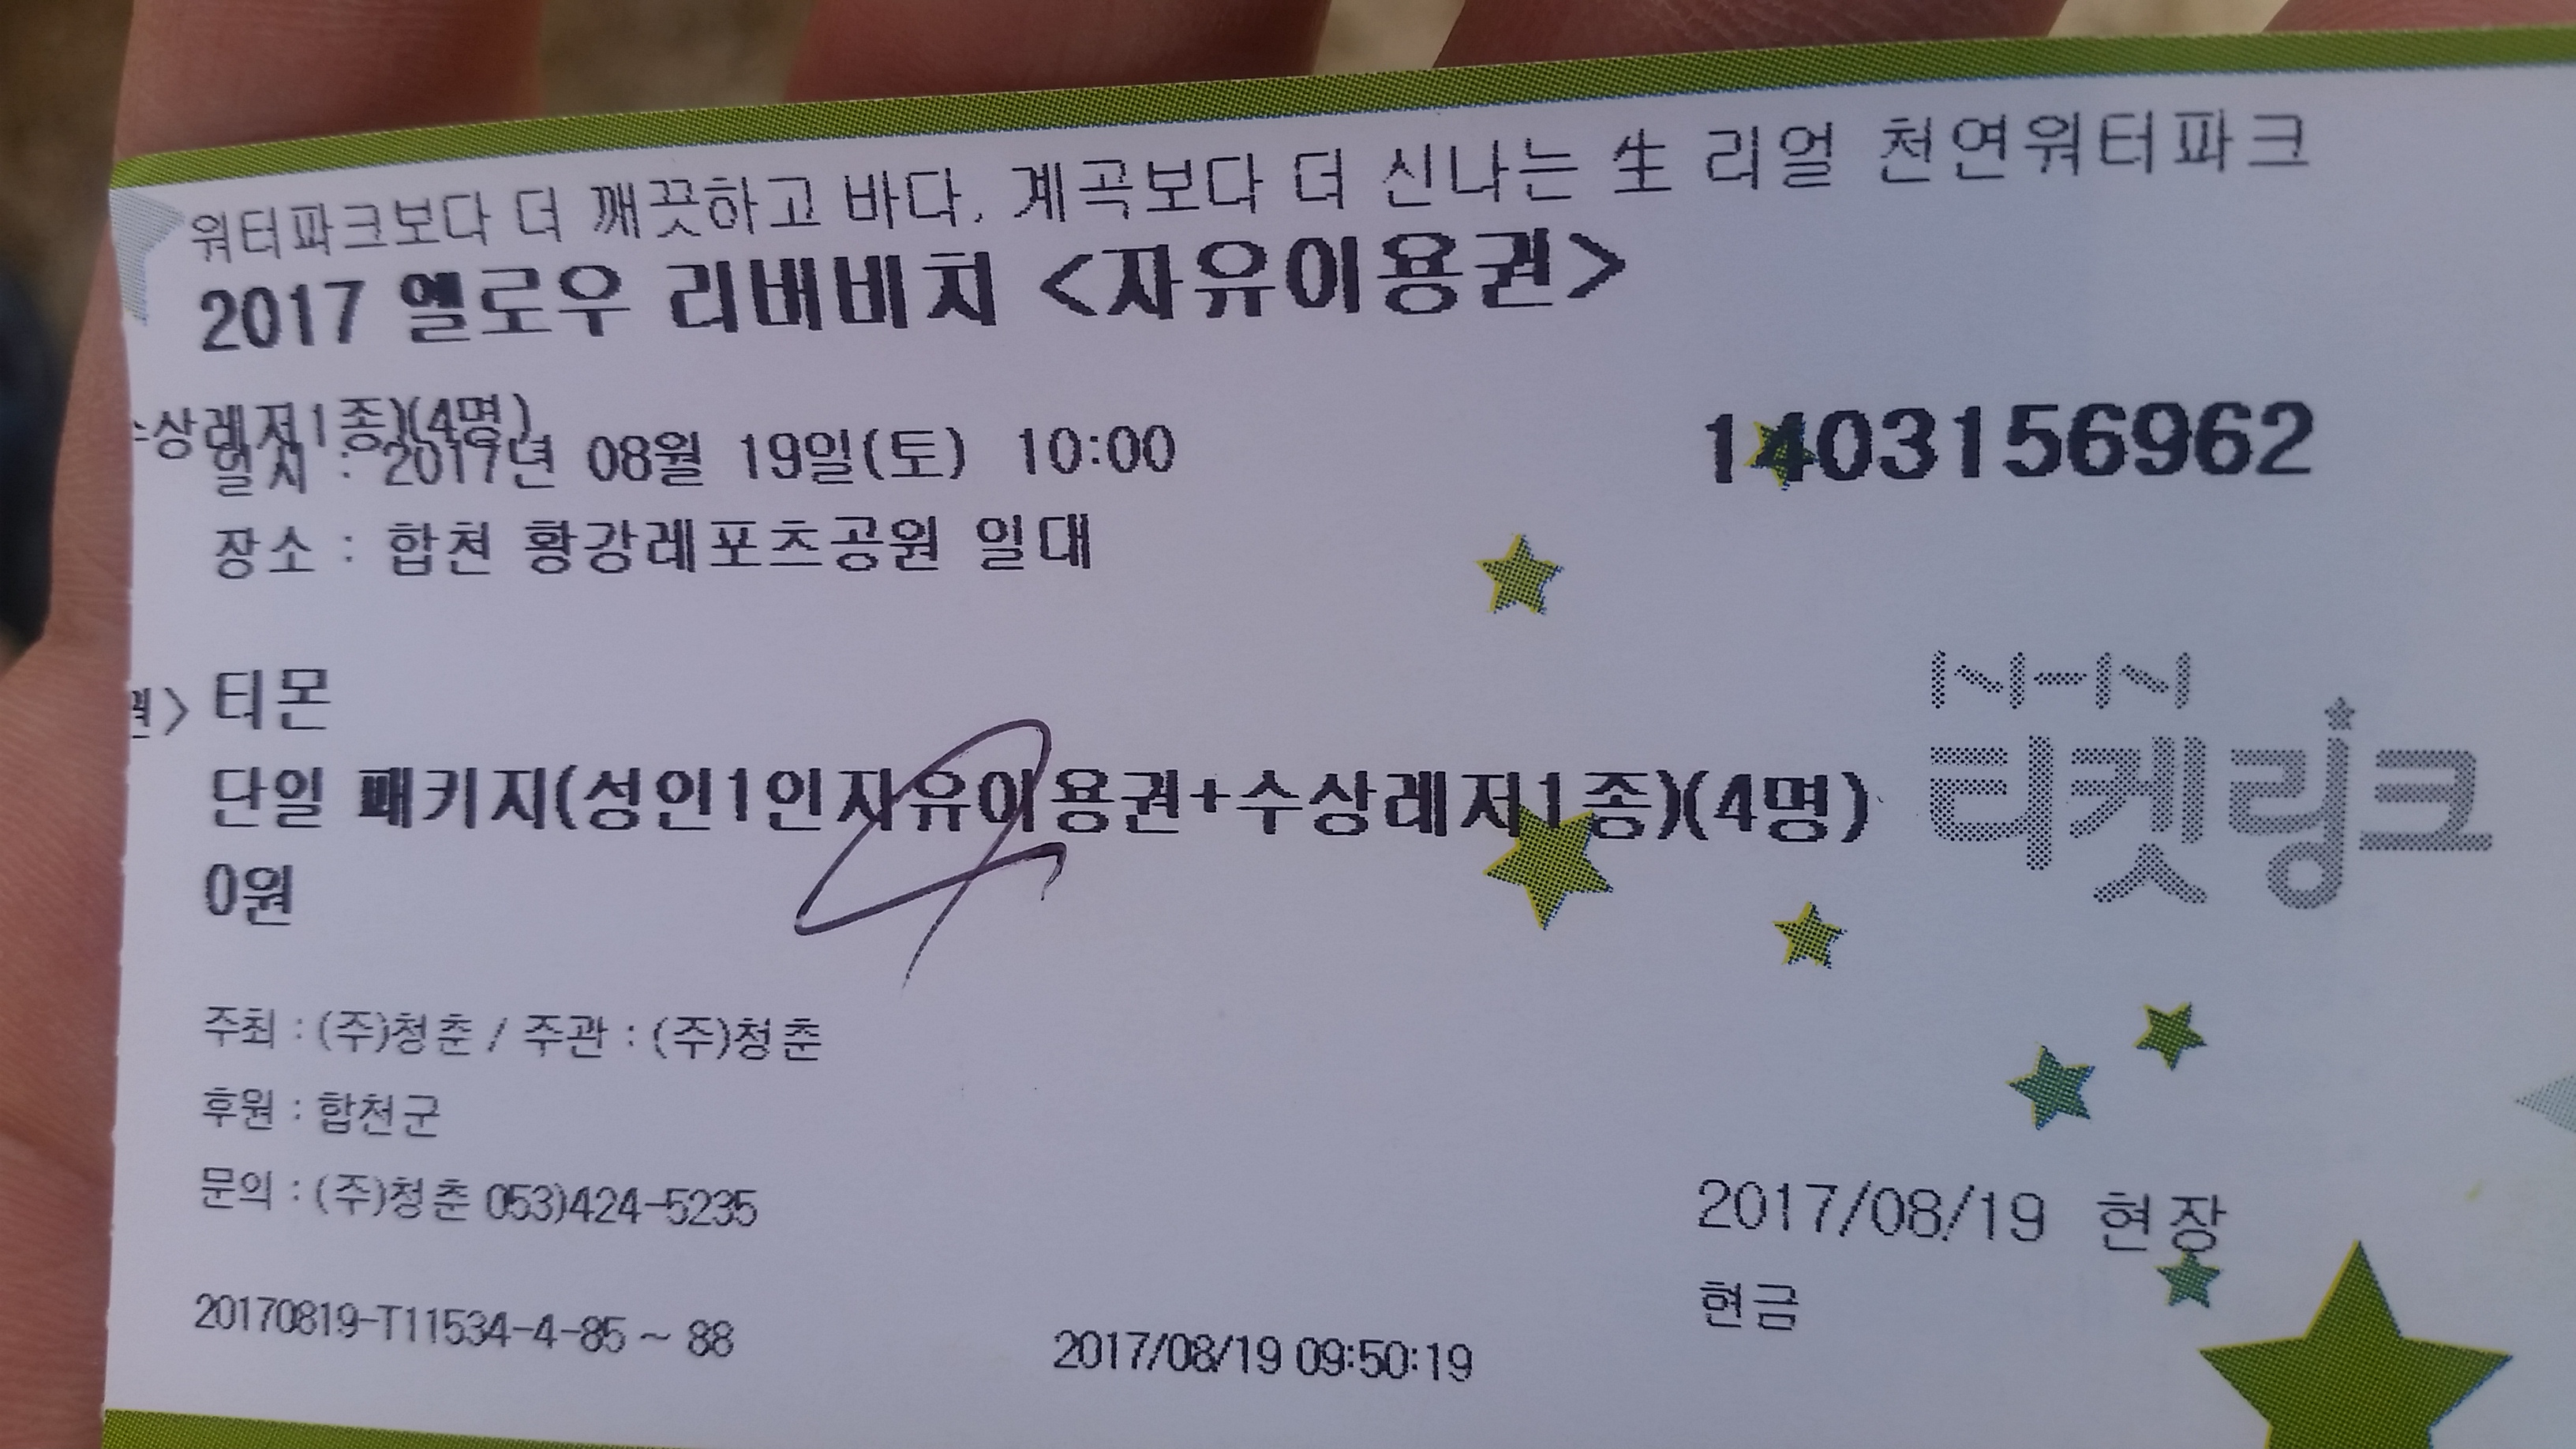 워터파크보다 더 깨끗하고 바다, 계곡보다 더 신나는 生 리얼 천연워터파크
2017 옐로우 리버비치 <자유이용권>
수상레저1종)(4명)
일시 : 2017년 08월 19일(토) 10:00
1403156962
장소 : 합천 황강레포츠공원 일대
권> 티몬
NHN
티켓링크
단일 패키지(성인1인자유이용권+수상레저1종)(4명)
0원
주최 : (주)청춘 / 주관 : (주)청춘
후원 : 합천군
문의 : (주)청춘 053)424-5235
2017/08/19 현장
현금
20170819-T11534-4-85 ~ 88
2017/08/19 09:50:19